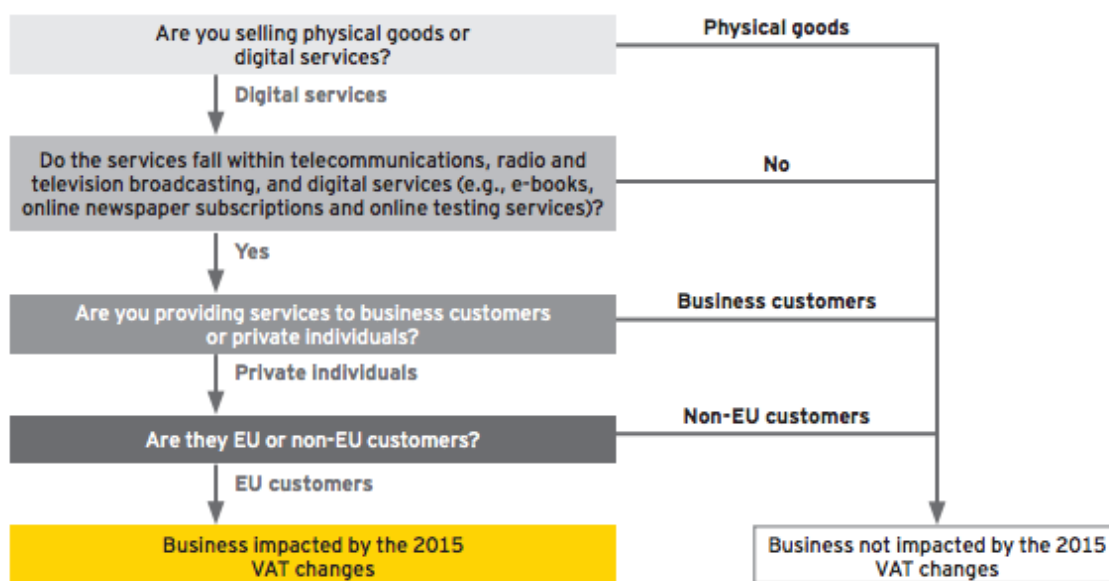 Are you selling physical goods or
digital services?
Physical goods
Digital services
Do the services fall within telecommunications, radio and
television broadcasting, and digital services (e.g., e-books,
online newspaper subscriptions and online testing services)?
No
Yes
Are you providing services to business customers
or private individuals?
Business customers
Private individuals
Are they EU or non-EU customers?
Non-EU customers
EU customers
Business impacted by the 2015
VAT changes
Business not impacted by the 2015
VAT changes